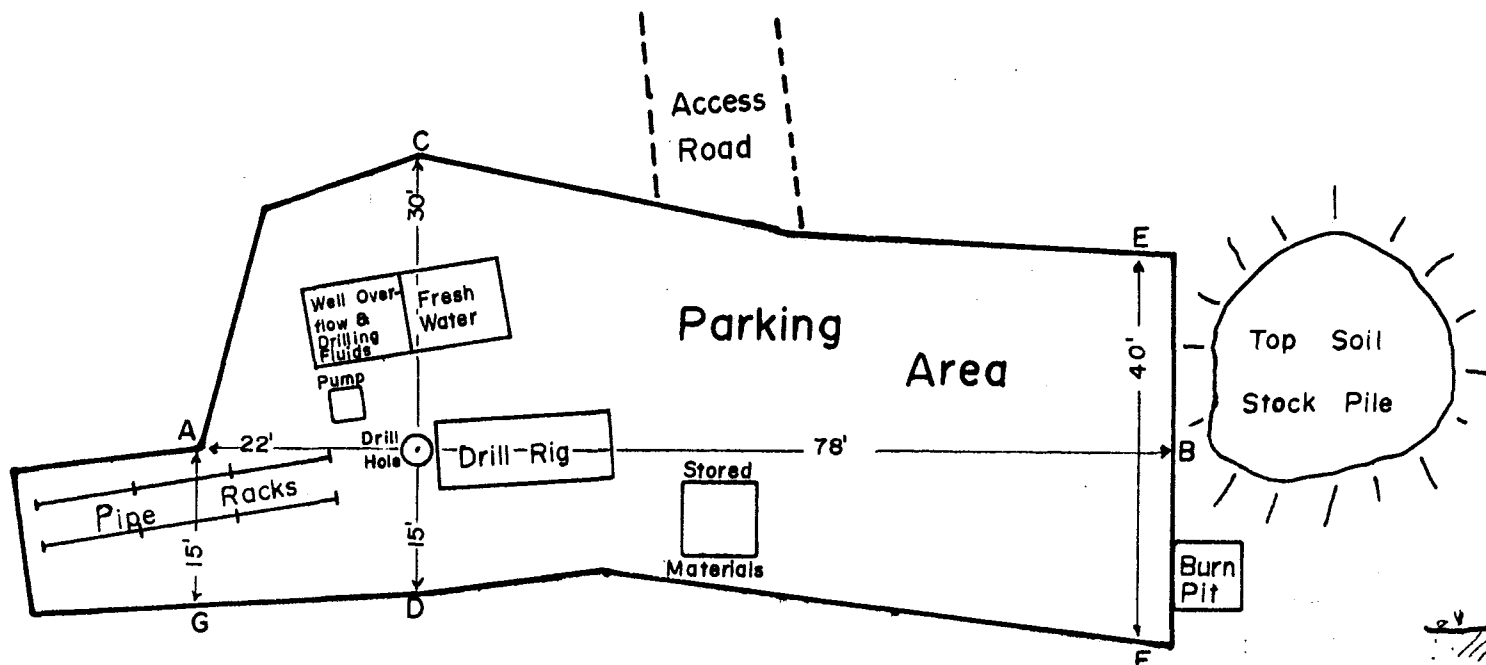 Access
Road
C
30'
E
Well Over-
flow &
Drilling
Fluids
Fresh
Water
Parking
Area
40'
Top Soil
Stock Pile
Pump
A
22'
Drill
Hole
Drill Rig
78'
B
Stored
Materials
Pipe Racks
15'
15'
Burn
Pit
G
D
F